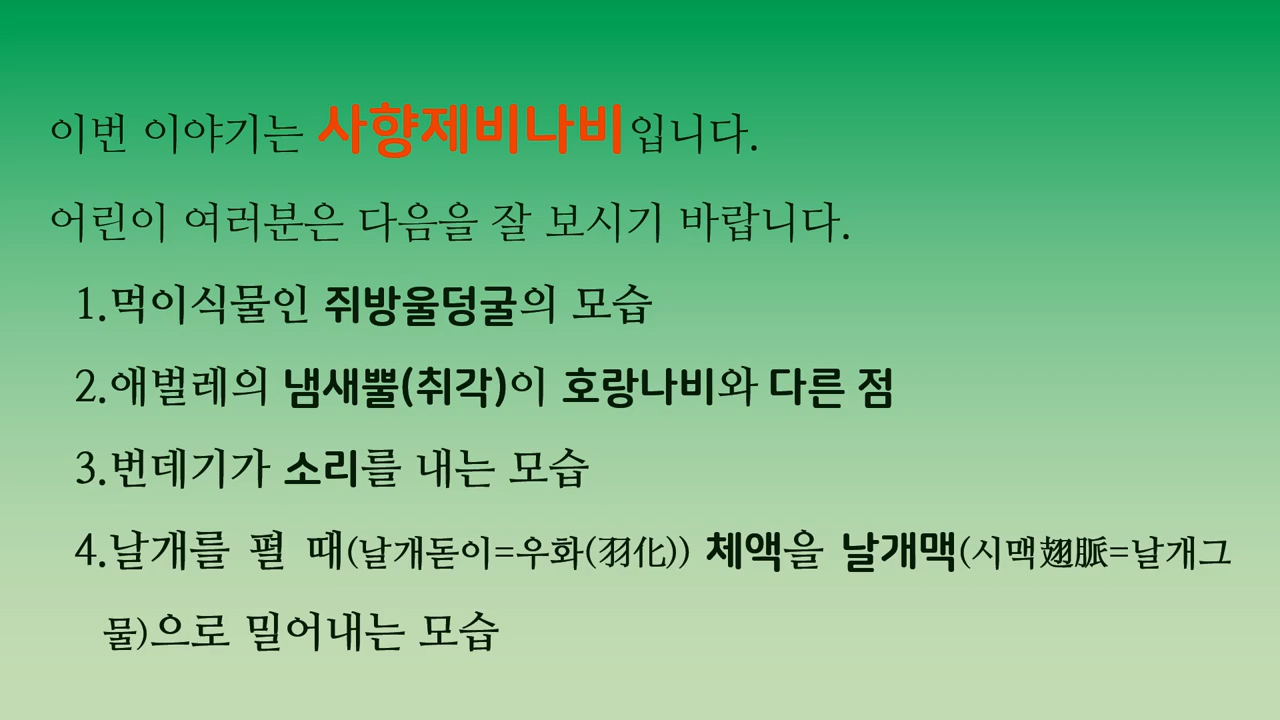 이번 이야기는 사향제비나비입니다.
어린이 여러분은 다음을 잘 보시기 바랍니다.
1.먹이식물인 쥐방울덩굴의 모습
2.애벌레의 냄새뿔(취각)이 호랑나비와 다른 점
3.번데기가 소리를 내는 모습
4.날개를 펼 때(날개돋이=우화(羽化)) 체액을 날개맥(시맥翅脈=날개그
물)으로 밀어내는 모습